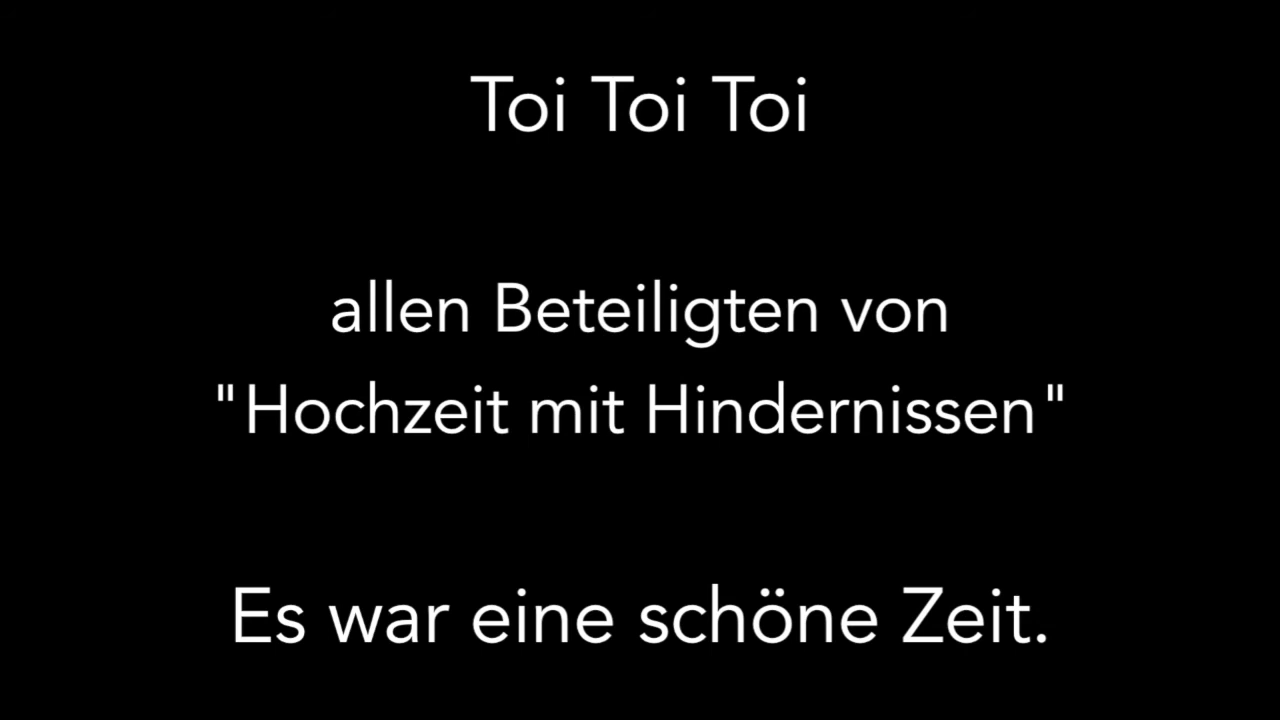 Toi Toi Toi
allen Beteiligten von
"Hochzeit mit Hindernissen"
Es war eine schöne Zeit.